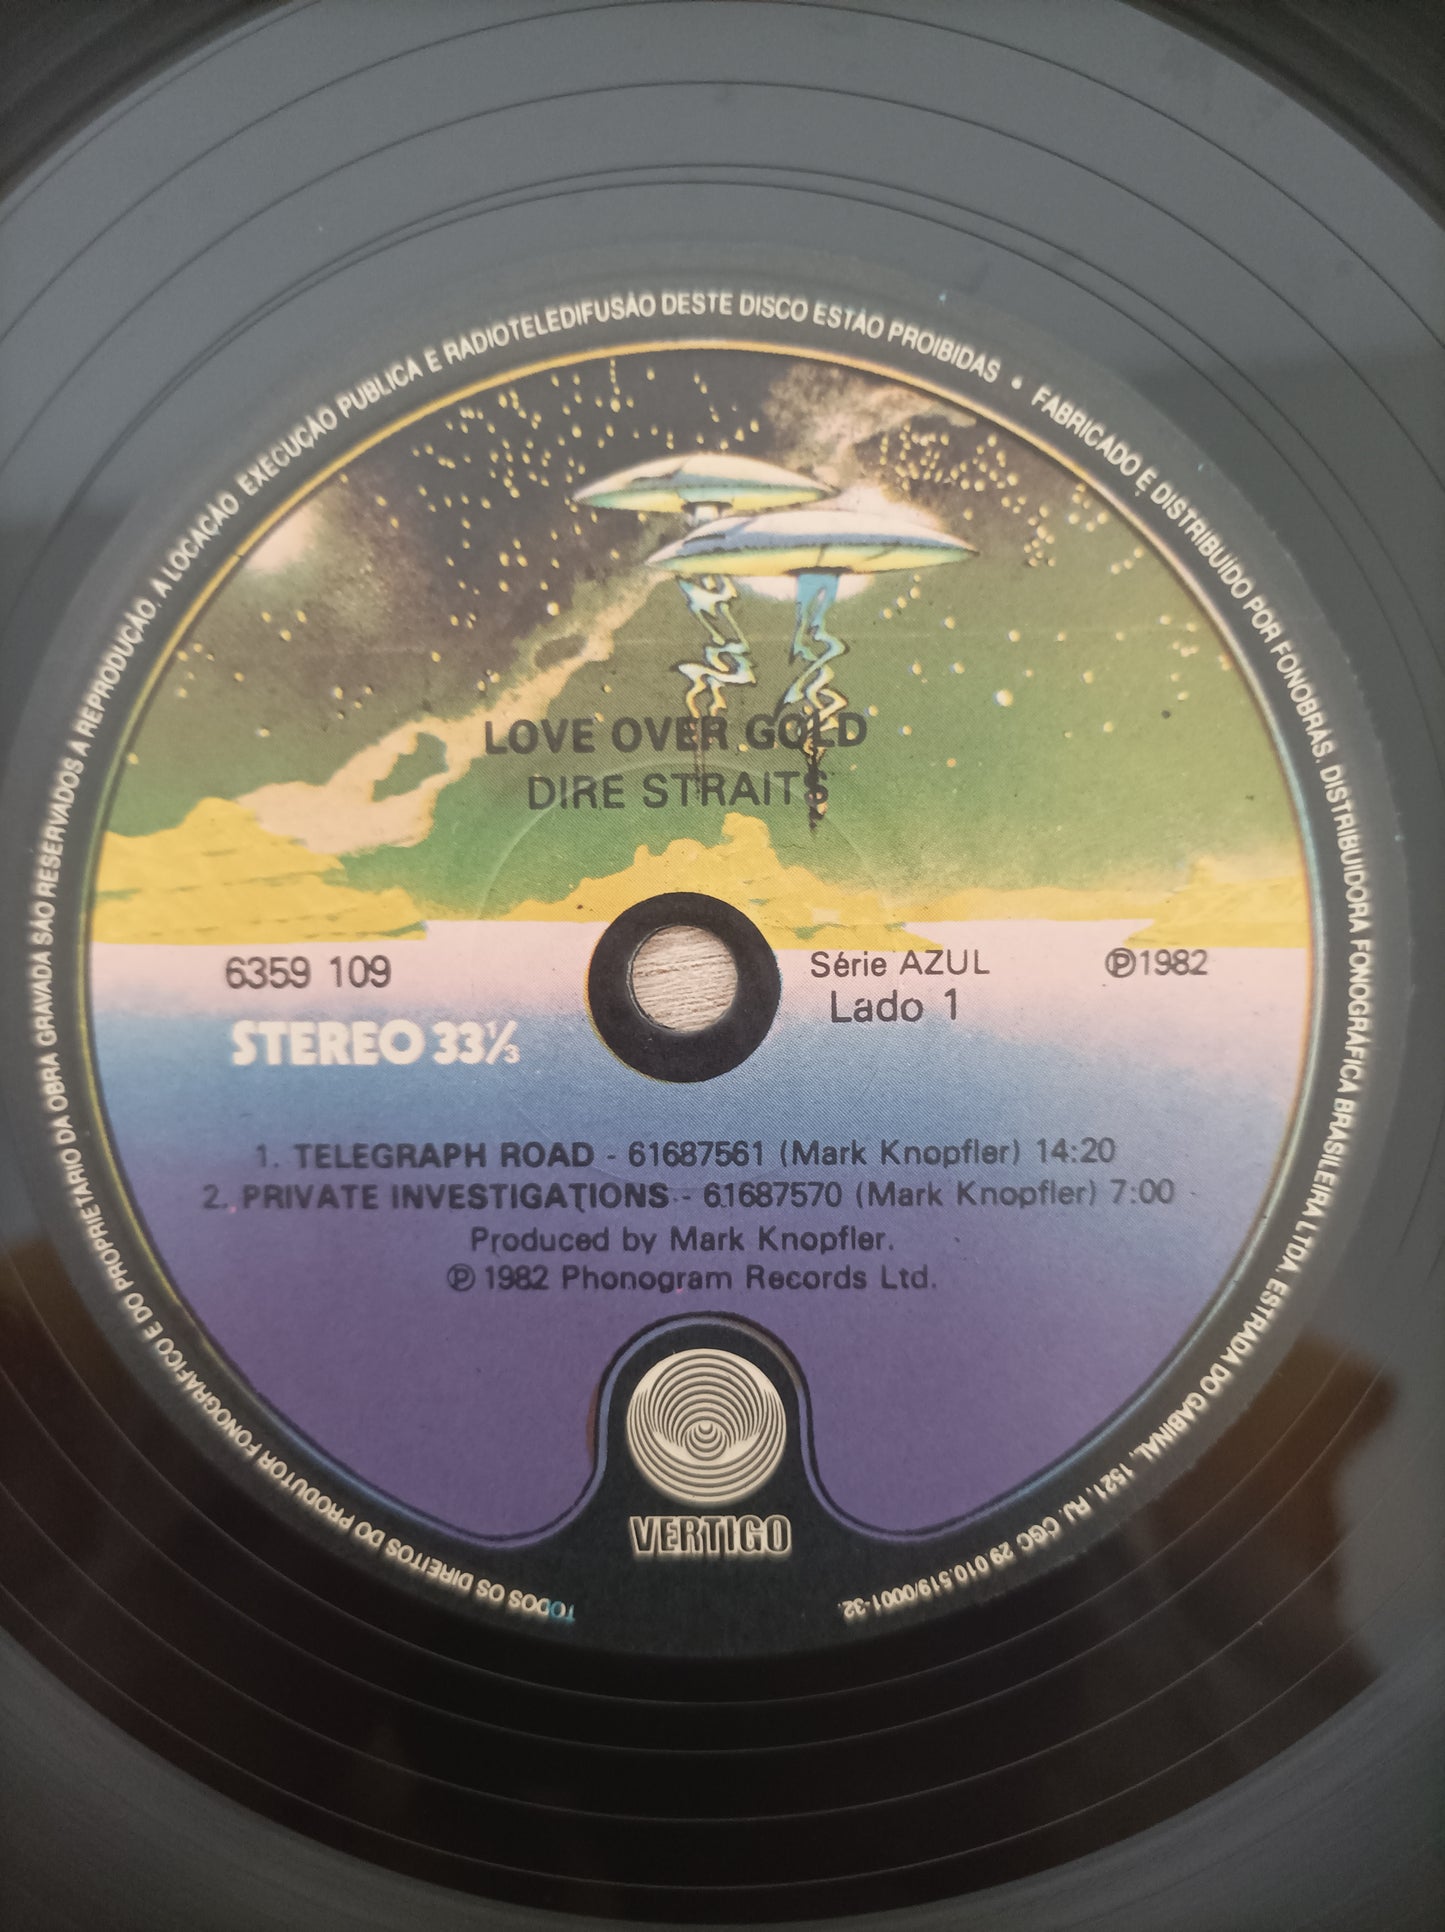 TODOS OS DIREITOS DO PRODUTOR FONOGRÁFICO E DO PROPRIETÁRIO DA OBRA GRAVADA SÃO RESERVADOS A REPRODUÇÃO. A LOCAÇÃO EXECUÇÃO PUBLICA E RADIOTELEDIFUSÃO DESTE DISCO ESTÃO PROIBIDAS • FABRICADO E DISTRIBUÍDO POR FONOBRAS. DISTRIBUIDORA FONOGRÁFICA BRASILEIRA LTDA. ESTRADA DO GABINAL, 1521, RJ. CGC 29.010.519/0001-32.
LOVE OVER GOLD
DIRE STRAITS
6359 109
Série AZUL
℗1982
Lado 1
STEREO 33⅓
1. TELEGRAPH ROAD - 61687561 (Mark Knopfler) 14:20
2. PRIVATE INVESTIGATIONS - 61687570 (Mark Knopfler) 7:00
Produced by Mark Knopfler.
℗ 1982 Phonogram Records Ltd.
VERTIGO